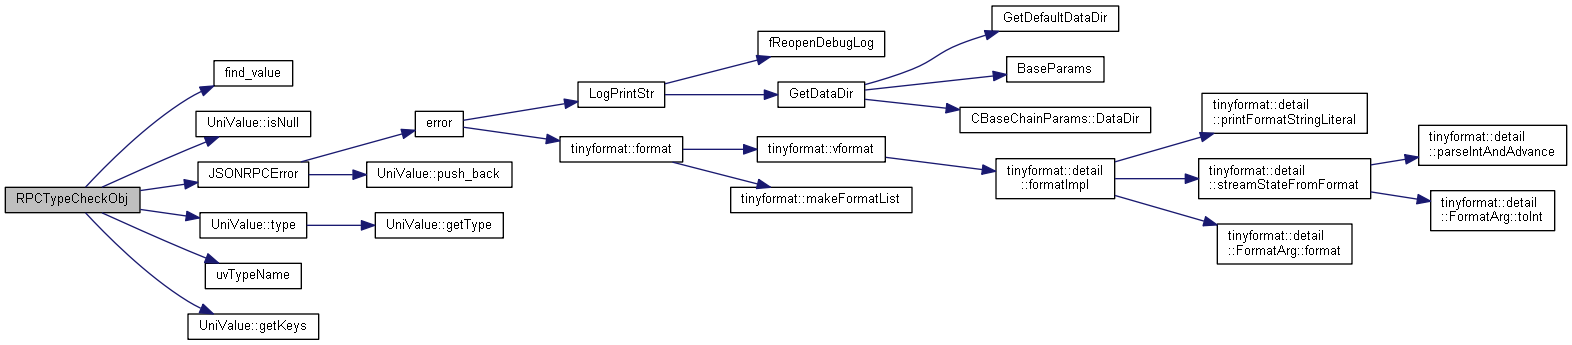 RPCTypeCheckObj
find_value
UniValue::isNull
JSONRPCError
UniValue::type
uvTypeName
UniValue::getKeys
error
UniValue::push_back
UniValue::getType
LogPrintStr
tinyformat::format
fReopenDebugLog
GetDataDir
tinyformat::vformat
tinyformat::makeFormatList
GetDefaultDataDir
BaseParams
CBaseChainParams::DataDir
tinyformat::detail
::formatImpl
tinyformat::detail
::printFormatStringLiteral
tinyformat::detail
::streamStateFromFormat
tinyformat::detail
::FormatArg::format
tinyformat::detail
::parseIntAndAdvance
tinyformat::detail
::FormatArg::toInt